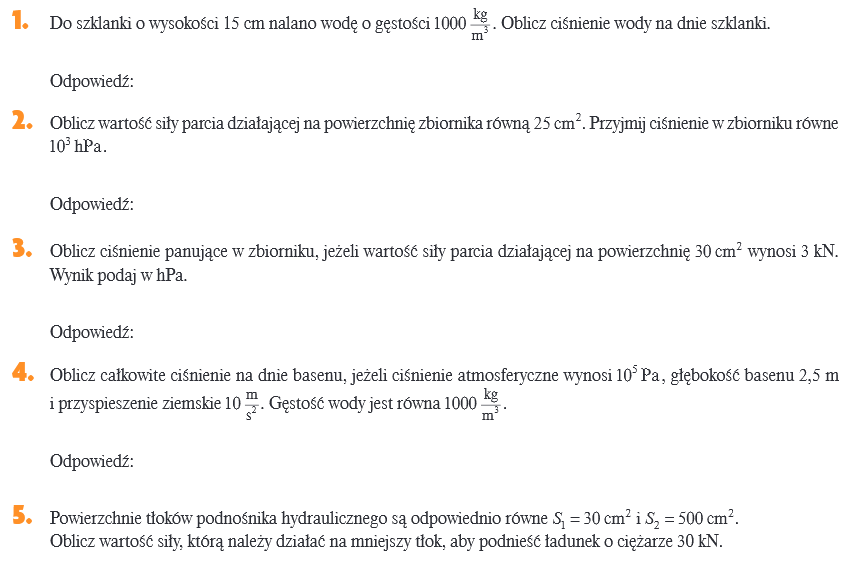 1. Do szklanki o wysokości 15 cm nalano wodę o gęstości 1000 kg/m³. Oblicz ciśnienie wody na dnie szklanki.
Odpowiedź:
2. Oblicz wartość siły parcia działającej na powierzchnię zbiornika równą 25 cm². Przyjmij ciśnienie w zbiorniku równe
10³ hPa.
Odpowiedź:
3. Oblicz ciśnienie panujące w zbiorniku, jeżeli wartość siły parcia działającej na powierzchnię 30 cm² wynosi 3 kN.
Wynik podaj w hPa.
Odpowiedź:
4. Oblicz całkowite ciśnienie na dnie basenu, jeżeli ciśnienie atmosferyczne wynosi 10⁵ Pa, głębokość basenu 2,5 m
i przyspieszenie ziemskie 10 m/s². Gęstość wody jest równa 1000 kg/m³.
Odpowiedź:
5. Powierzchnie tłoków podnośnika hydraulicznego są odpowiednio równe S₁ = 30 cm² i S₂ = 500 cm².
Oblicz wartość siły, którą należy działać na mniejszy tłok, aby podnieść ładunek o ciężarze 30 kN.